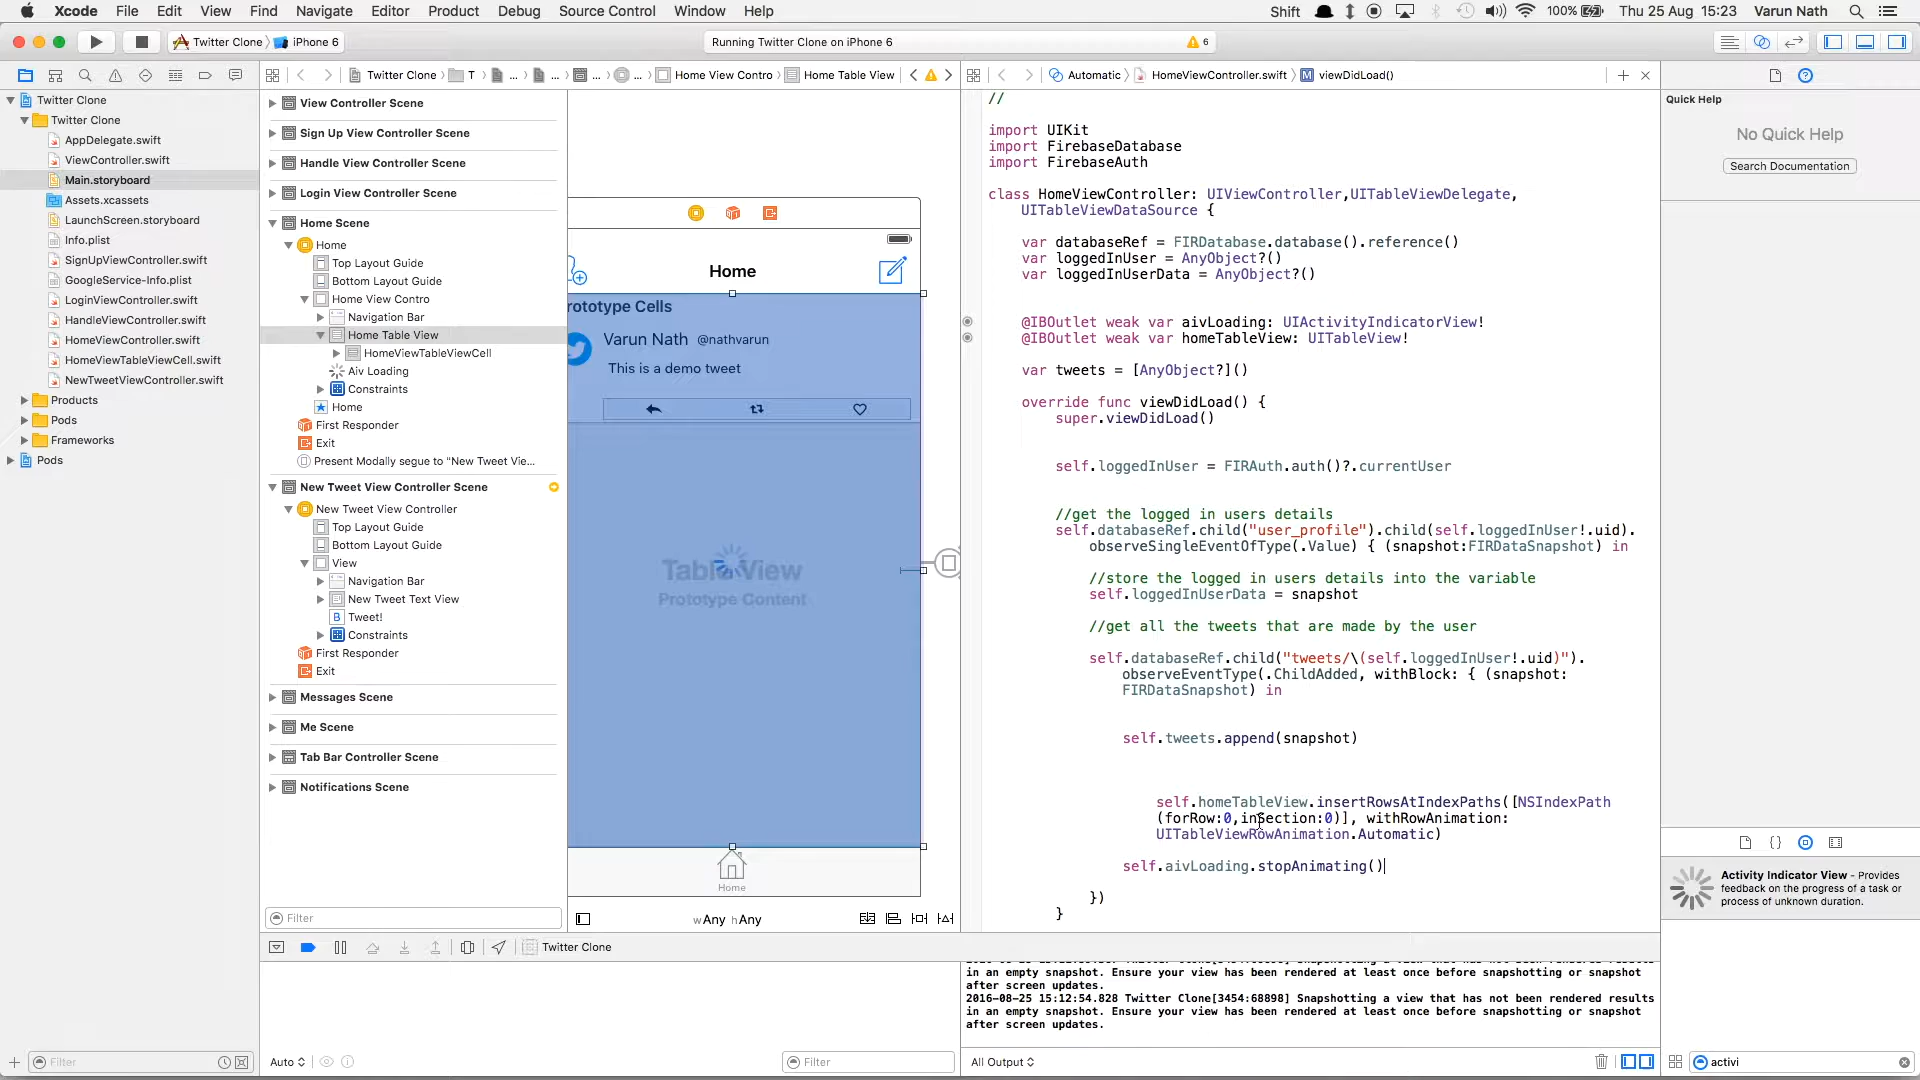 Xcode File Edit View Find Navigate Editor Product Debug Source Control Window Help Shift 100% Thu 25 Aug 15:23 Varun Nath
Twitter Clone iPhone 6
Running Twitter Clone on iPhone 6
6
Twitter Clone T ... ... ... ... Home View Contro Home Table View
Automatic HomeViewController.swift M viewDidLoad()
Twitter Clone
Twitter Clone
AppDelegate.swift
ViewController.swift
Main.storyboard
Assets.xcassets
LaunchScreen.storyboard
Info.plist
SignUpViewController.swift
GoogleService-Info.plist
LoginViewController.swift
HandleViewController.swift
HomeViewController.swift
HomeViewTableViewCell.swift
NewTweetViewController.swift
Products
Pods
Frameworks
Pods
Filter
View Controller Scene
Sign Up View Controller Scene
Handle View Controller Scene
Login View Controller Scene
Home Scene
Home
Top Layout Guide
Bottom Layout Guide
Home View Contro
Navigation Bar
Home Table View
HomeViewTableViewCell
Aiv Loading
Constraints
Home
First Responder
Exit
Present Modally segue to "New Tweet Vie...
New Tweet View Controller Scene
New Tweet View Controller
Top Layout Guide
Bottom Layout Guide
View
Navigation Bar
New Tweet Text View
B Tweet!
Constraints
First Responder
Exit
Messages Scene
Me Scene
Tab Bar Controller Scene
Notifications Scene
Filter
Home
rototype Cells
Varun Nath @nathvarun
This is a demo tweet
Table View
Prototype Content
Home
wAny hAny
//
import UIKit
import FirebaseDatabase
import FirebaseAuth
class HomeViewController: UIViewController,UITableViewDelegate,
UITableViewDataSource {
var databaseRef = FIRDatabase.database().reference()
var loggedInUser = AnyObject?()
var loggedInUserData = AnyObject?()
@IBOutlet weak var aivLoading: UIActivityIndicatorView!
@IBOutlet weak var homeTableView: UITableView!
var tweets = [AnyObject?]()
override func viewDidLoad() {
super.viewDidLoad()
self.loggedInUser = FIRAuth.auth()?.currentUser
//get the logged in users details
self.databaseRef.child("user_profile").child(self.loggedInUser!.uid).
observeSingleEventOfType(.Value) { (snapshot:FIRDataSnapshot) in
//store the logged in users details into the variable
self.loggedInUserData = snapshot
//get all the tweets that are made by the user
self.databaseRef.child("tweets/\(self.loggedInUser!.uid)").
observeEventType(.ChildAdded, withBlock: { (snapshot:
FIRDataSnapshot) in
self.tweets.append(snapshot)
self.homeTableView.insertRowsAtIndexPaths([NSIndexPath
(forRow:0,inSection:0)], withRowAnimation:
UITableViewRowAnimation.Automatic)
self.aivLoading.stopAnimating()
})
}
Quick Help
No Quick Help
Search Documentation
Activity Indicator View - Provides
feedback on the progress of a task or
process of unknown duration.
Twitter Clone
in an empty snapshot. Ensure your view has been rendered at least once before snapshotting or snapshot
after screen updates.
2016-08-25 15:12:54.828 Twitter Clone[3454:68898] Snapshotting a view that has not been rendered results
in an empty snapshot. Ensure your view has been rendered at least once before snapshotting or snapshot
after screen updates.
Auto
Filter
All Output
activi